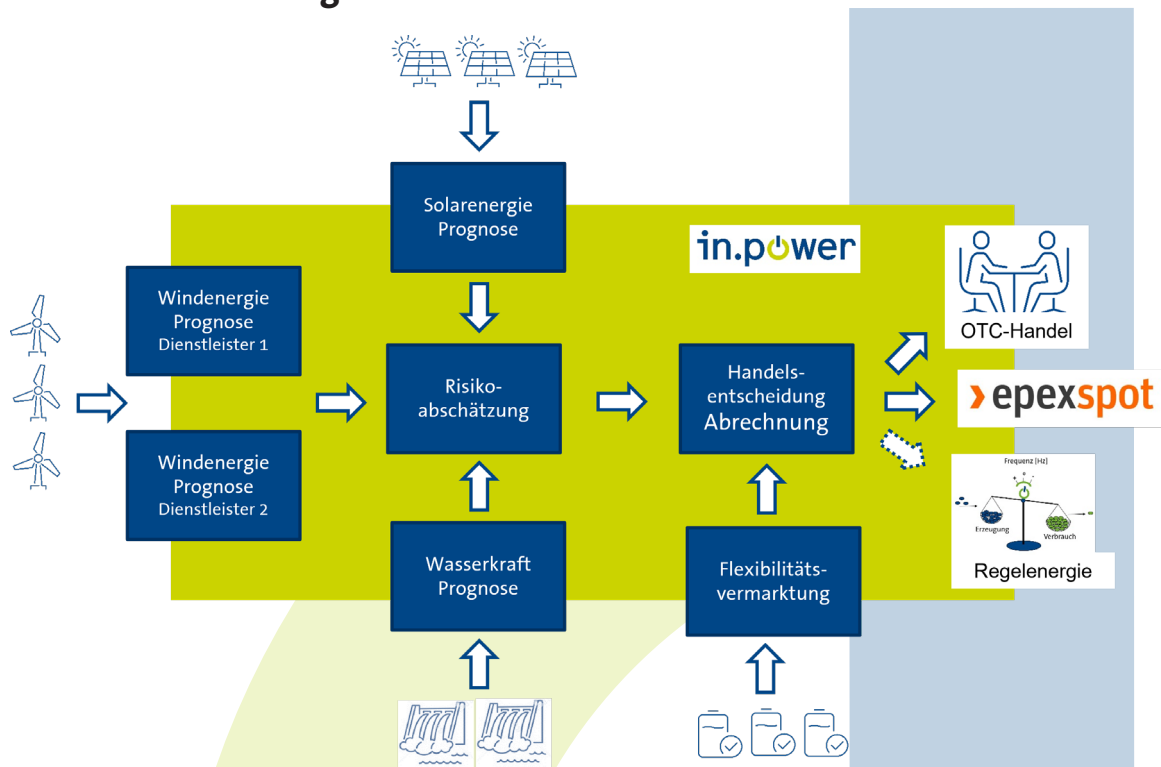 g
Solarenergie
Prognose
in.power
Windenergie
Prognose
Dienstleister 1
OTC-Handel
Risiko-
abschätzung
Handels-
entscheidung
Abrechnung
epexspot
Windenergie
Prognose
Dienstleister 2
Frequenz [Hz]
+ 0 -
Erzeugung
Verbrauch
Regelenergie
Wasserkraft
Prognose
Flexibilitäts-
vermarktung